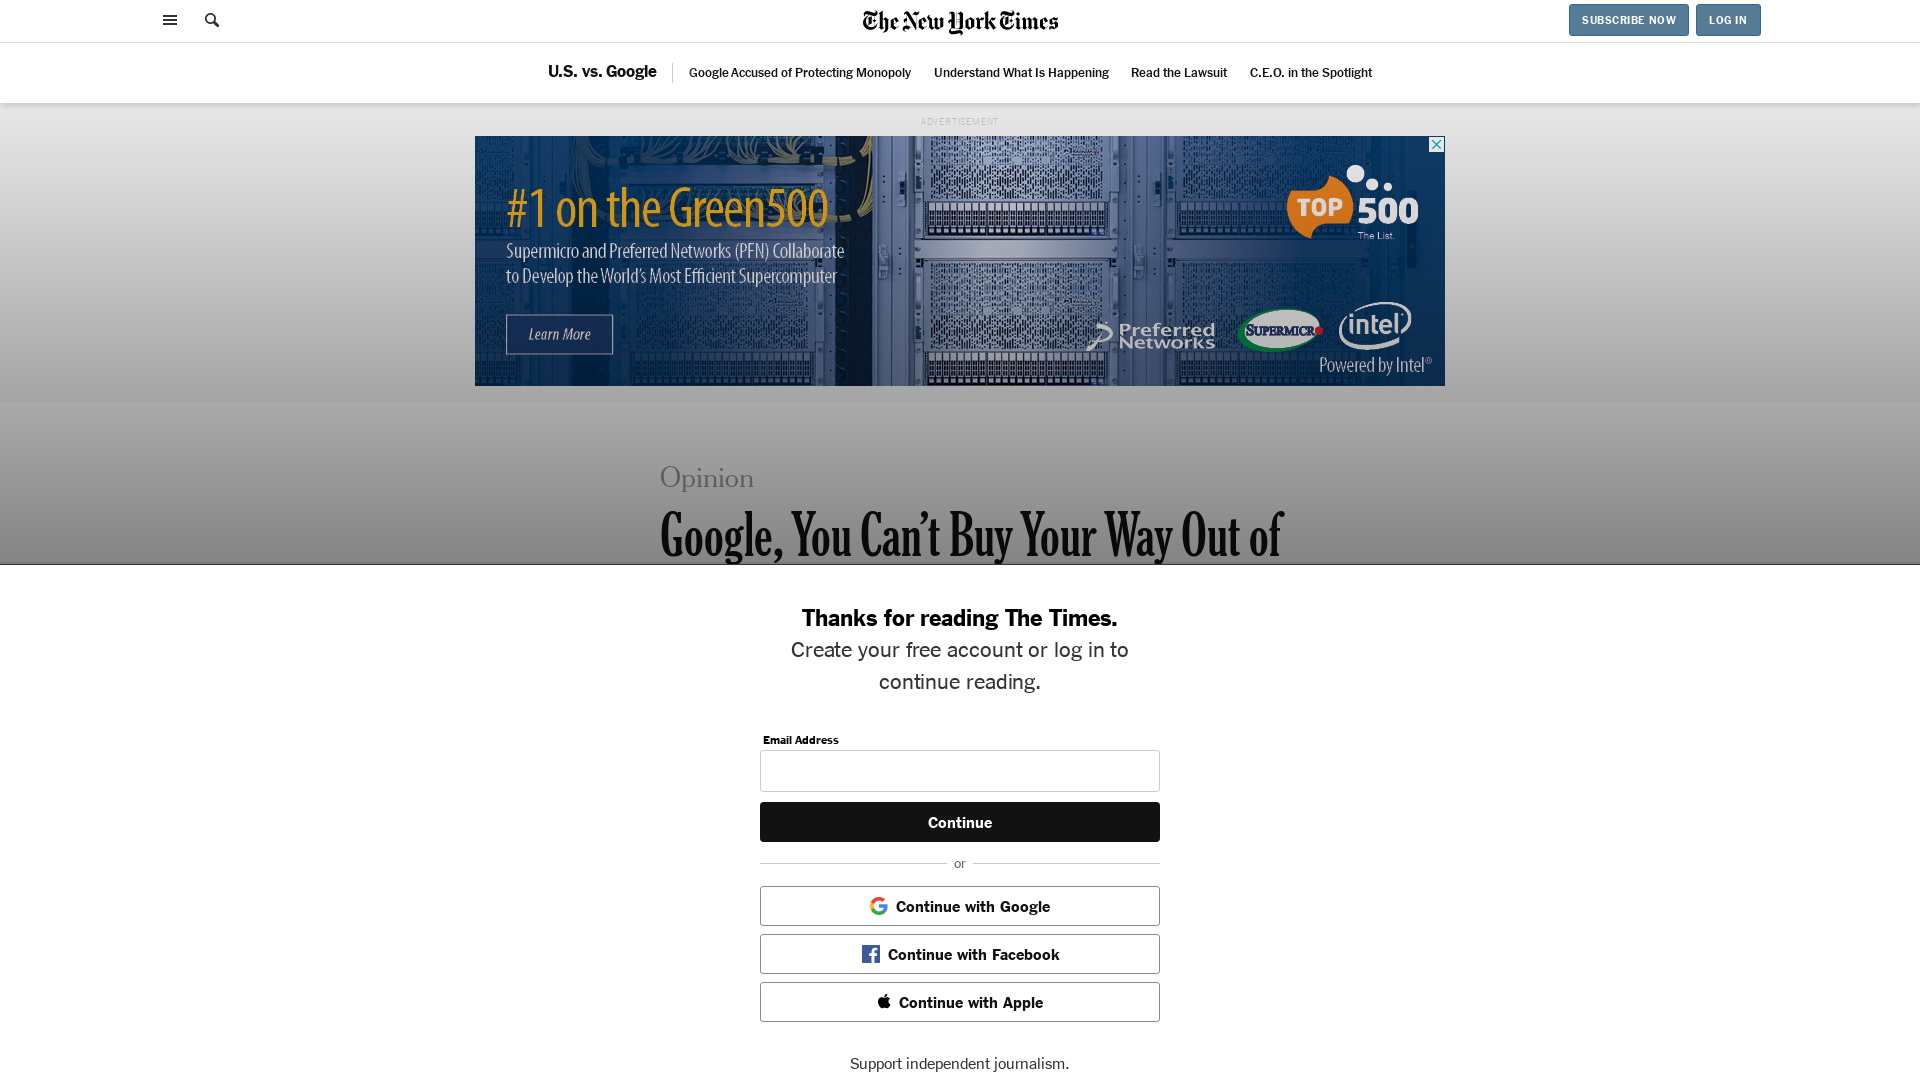 The New York Times
SUBSCRIBE NOW
LOG IN
U.S. vs. Google
Google Accused of Protecting Monopoly
Understand What Is Happening
Read the Lawsuit
C.E.O. in the Spotlight
ADVERTISEMENT
#1 on the Green500
Supermicro and Preferred Networks (PFN) Collaborate
to Develop the World's Most Efficient Supercomputer
Learn More
TOP 500
The List.
Preferred
Networks
SUPERMICRO
intel
Powered by Intel®
Opinion
Google, You Can't Buy Your Way Out of
Thanks for reading The Times.
Create your free account or log in to
continue reading.
Email Address
Continue
or
Continue with Google
Continue with Facebook
Continue with Apple
Support independent journalism.